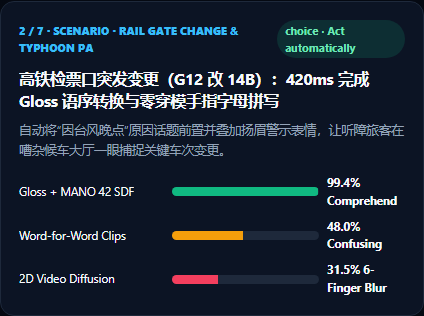 2 / 7 · SCENARIO · RAIL GATE CHANGE &
TYPHOON PA
choice · Act
automatically
高铁检票口突发变更（G12 改 14B）：420ms 完成
Gloss 语序转换与零穿模手指字母拼写
自动将“因台风晚点”原因话题前置并叠加扬眉警示表情，让听障旅客在
嘈杂候车大厅一眼捕捉关键车次变更。
Gloss + MANO 42 SDF
99.4%
Comprehend
Word-for-Word Clips
48.0%
Confusing
2D Video Diffusion
31.5% 6-
Finger Blur